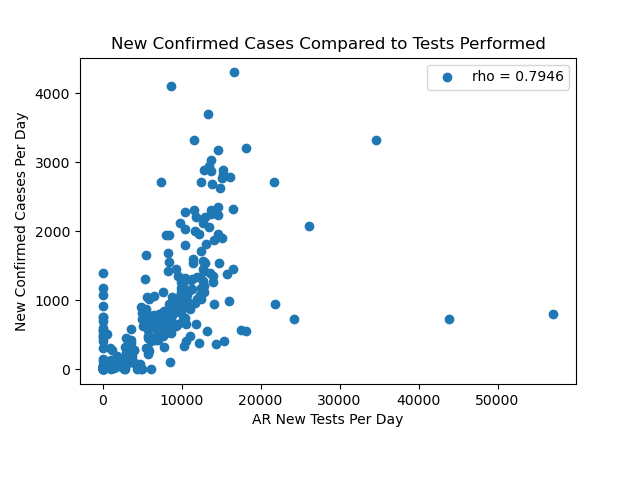 New Confirmed Cases Compared to Tests Performed
rho = 0.7946
New Confirmed Caeses Per Day
4000
3000
2000
1000
0
0 10000 20000 30000 40000 50000
AR New Tests Per Day